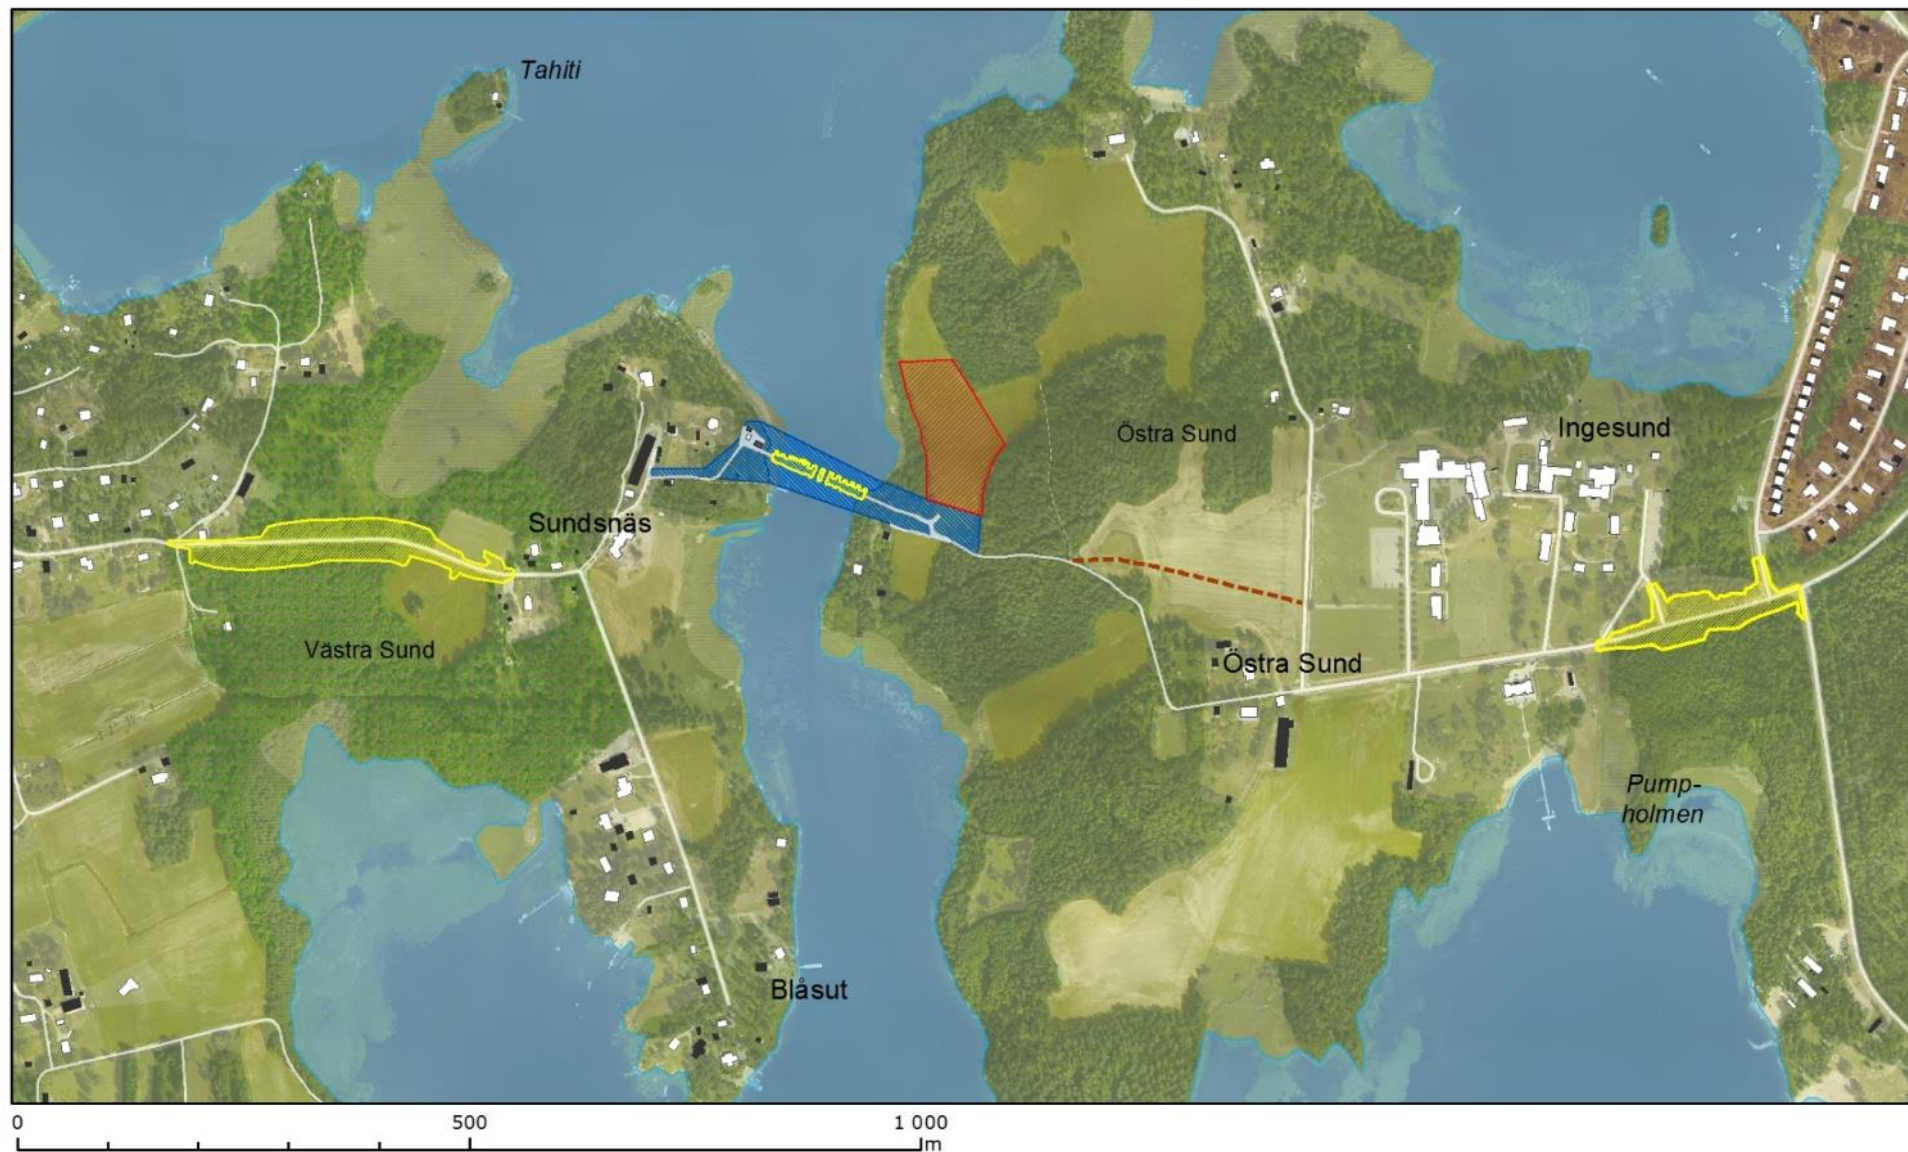 Tahiti
Östra Sund
Ingesund
Sundsnäs
Västra Sund
Östra Sund
Pump-
holmen
Blåsut
0 500 1 000
m